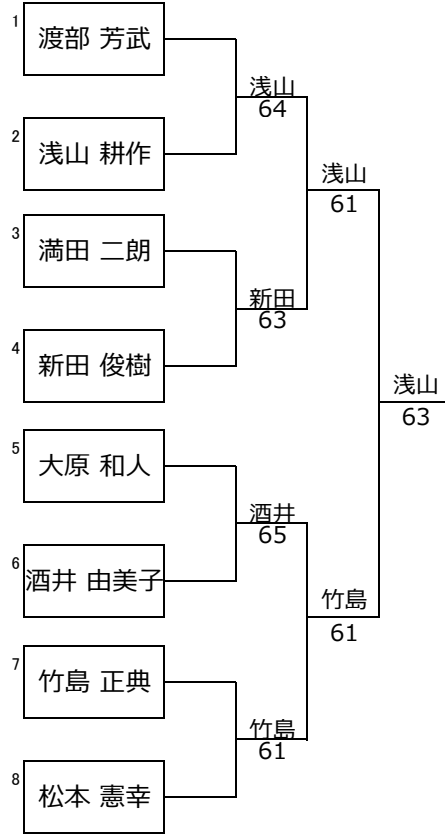 1
渡部 芳武
2
浅山 耕作
3
満田 二朗
4
新田 俊樹
5
大原 和人
6
酒井 由美子
7
竹島 正典
8
松本 憲幸
浅山
64
新田
63
酒井
65
竹島
61
浅山
61
竹島
61
浅山
63